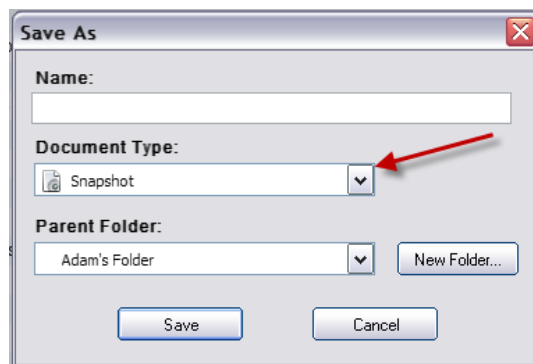 Save As
Name:
Document Type:
Snapshot
Parent Folder:
Adam's Folder
New Folder...
Save
Cancel